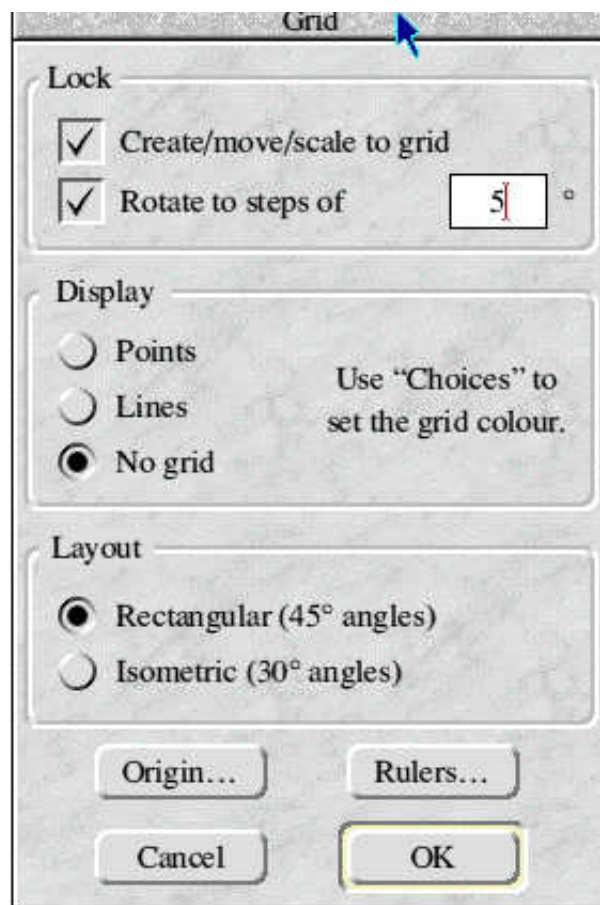 Grid
Lock
Create/move/scale to grid
Rotate to steps of 5 °
Display
Points
Lines
No grid
Use “Choices” to
set the grid colour.
Layout
Rectangular (45° angles)
Isometric (30° angles)
Origin… Rulers…
Cancel OK